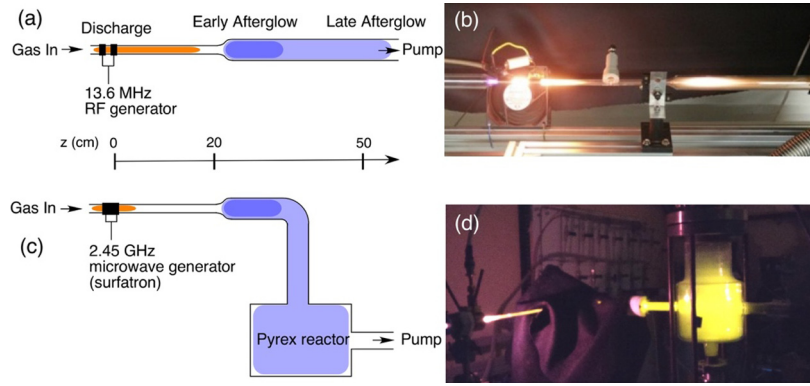 (a)
Discharge
Early Afterglow
Late Afterglow
Gas In
Pump
13.6 MHz
RF generator
(b)
z (cm)
0
20
50
Gas In
(c)
2.45 GHz
microwave generator
(surfatron)
Pyrex reactor
Pump
(d)